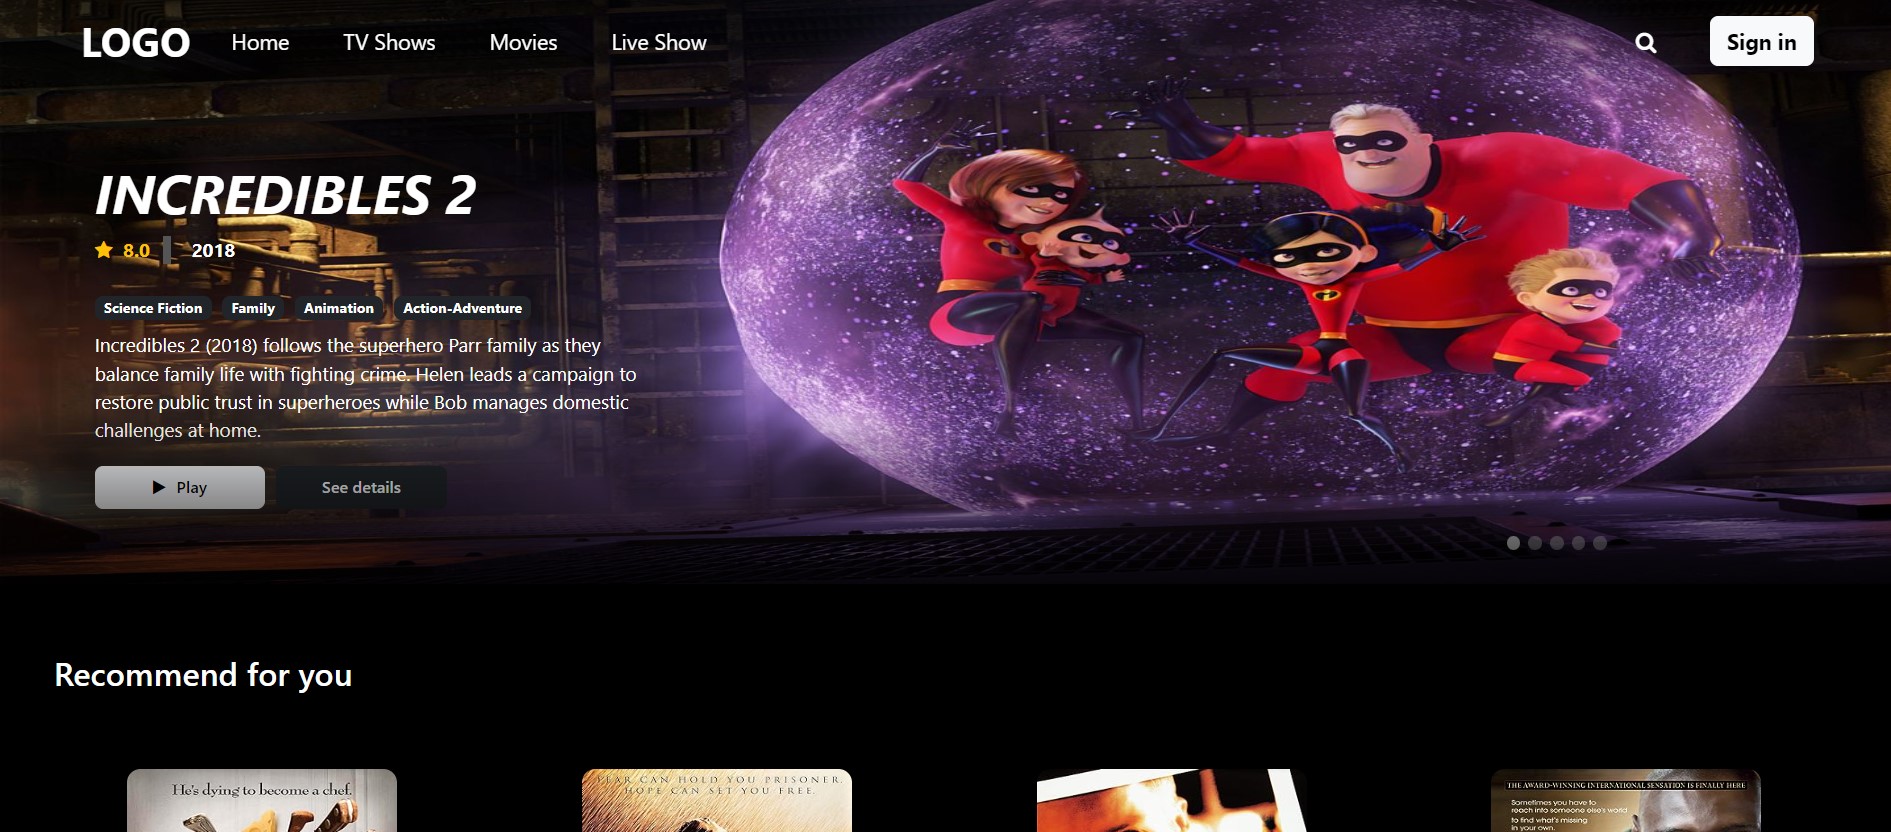 LOGO Home TV Shows Movies Live Show Sign in
INCREDIBLES 2
8.0 2018
Science Fiction Family Animation Action-Adventure
Incredibles 2 (2018) follows the superhero Parr family as they
balance family life with fighting crime. Helen leads a campaign to
restore public trust in superheroes while Bob manages domestic
challenges at home.
Play See details
Recommend for you
He's dying to become a chef.
FEAR CAN HOLD YOU PRISONER.
HOPE CAN SET YOU FREE.
THE AWARD-WINNING INTERNATIONAL SENSATION IS FINALLY HERE
Sometimes you have to
reach into someone else's world
to find what's missing
in your own.